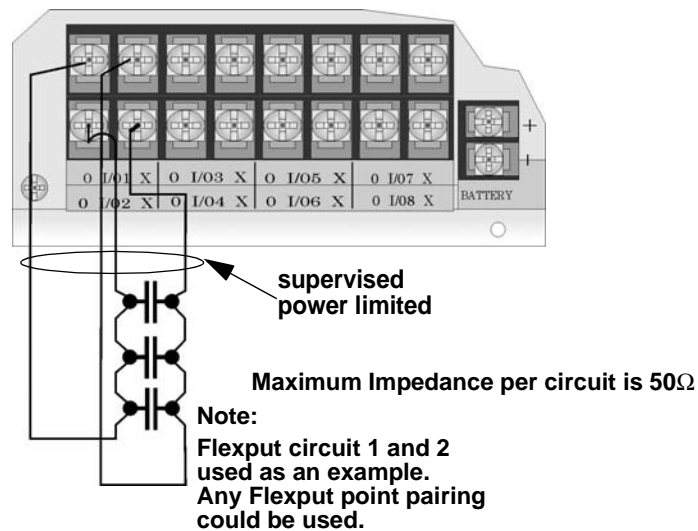 +
−
0 I/01 X 0 I/03 X 0 I/05 X 0 I/07 X
0 I/02 X 0 I/04 X 0 I/06 X 0 I/08 X
BATTERY
supervised
power limited
Maximum Impedance per circuit is 50Ω
Note:
Flexput circuit 1 and 2
used as an example.
Any Flexput point pairing
could be used.